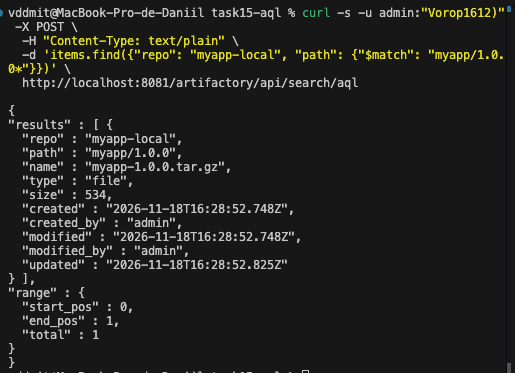 vddmit@MacBook-Pro-de-Daniil task15-aql % curl -s -u admin:"Vorop1612)"
 -X POST \
  -H "Content-Type: text/plain" \
  -d 'items.find({"repo": "myapp-local", "path": {"$match": "myapp/1.0.
0*"}})' \
  http://localhost:8081/artifactory/api/search/aql

{
"results" : [ {
  "repo" : "myapp-local",
  "path" : "myapp/1.0.0",
  "name" : "myapp-1.0.0.tar.gz",
  "type" : "file",
  "size" : 534,
  "created" : "2026-11-18T16:28:52.748Z",
  "created_by" : "admin",
  "modified" : "2026-11-18T16:28:52.748Z",
  "modified_by" : "admin",
  "updated" : "2026-11-18T16:28:52.825Z"
} ],
"range" : {
  "start_pos" : 0,
  "end_pos" : 1,
  "total" : 1
}
}